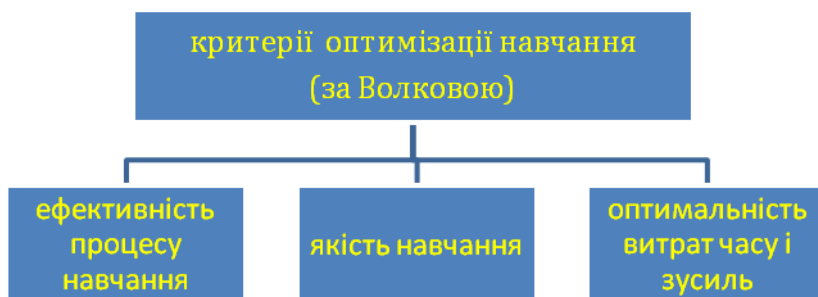 критерії оптимізації навчання
(за Волковою)
ефективність
процесу
навчання
якість навчання
оптимальність
витрат часу і
зусиль